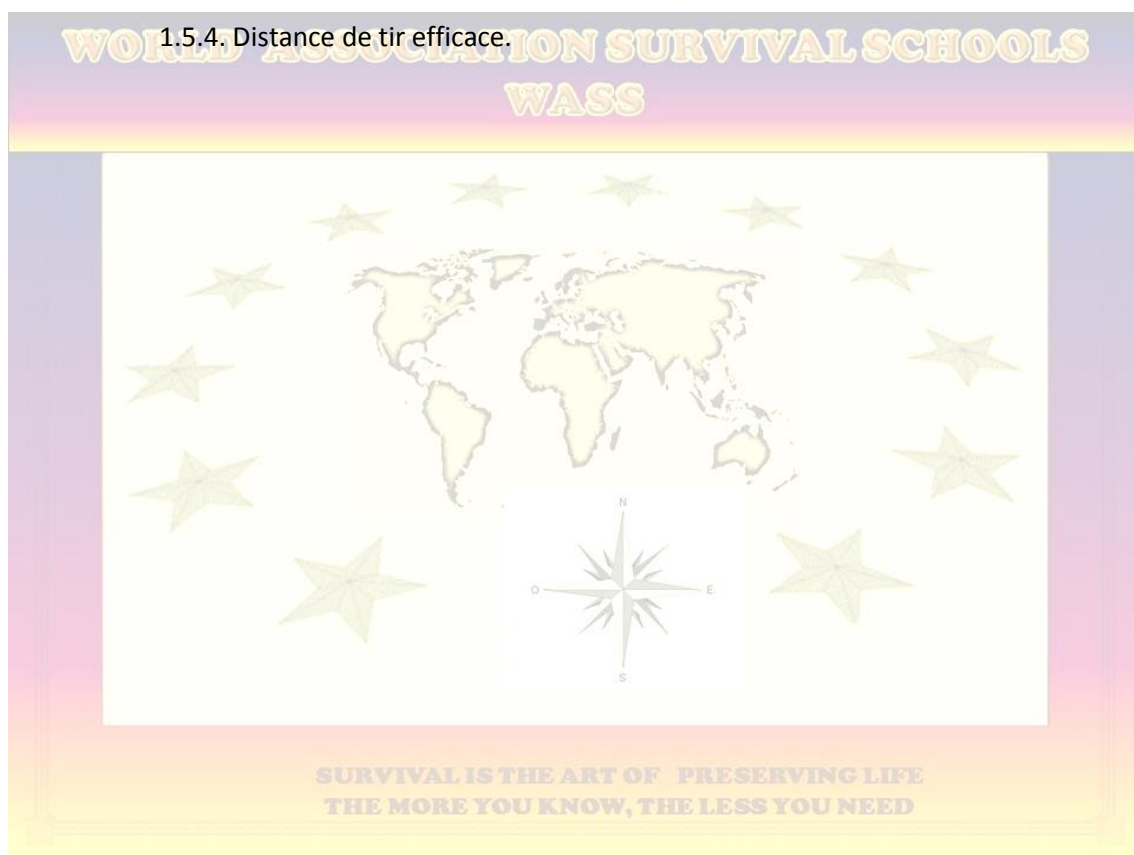 1.5.4. Distance de tir efficace.
WORLD ASSOCIATION SURVIVAL SCHOOLS
WASS
N
O
E
S
SURVIVAL IS THE ART OF PRESERVING LIFE
THE MORE YOU KNOW, THE LESS YOU NEED